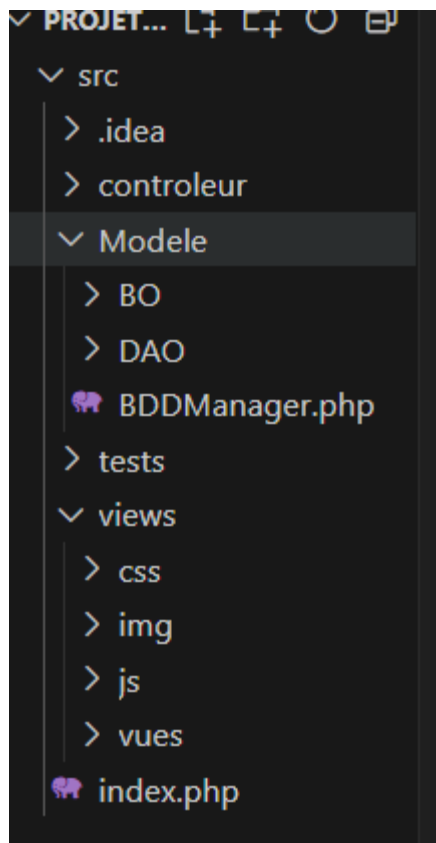 PROJET...
src
.idea
controleur
Modele
BO
DAO
BDDManager.php
tests
views
css
img
js
vues
index.php